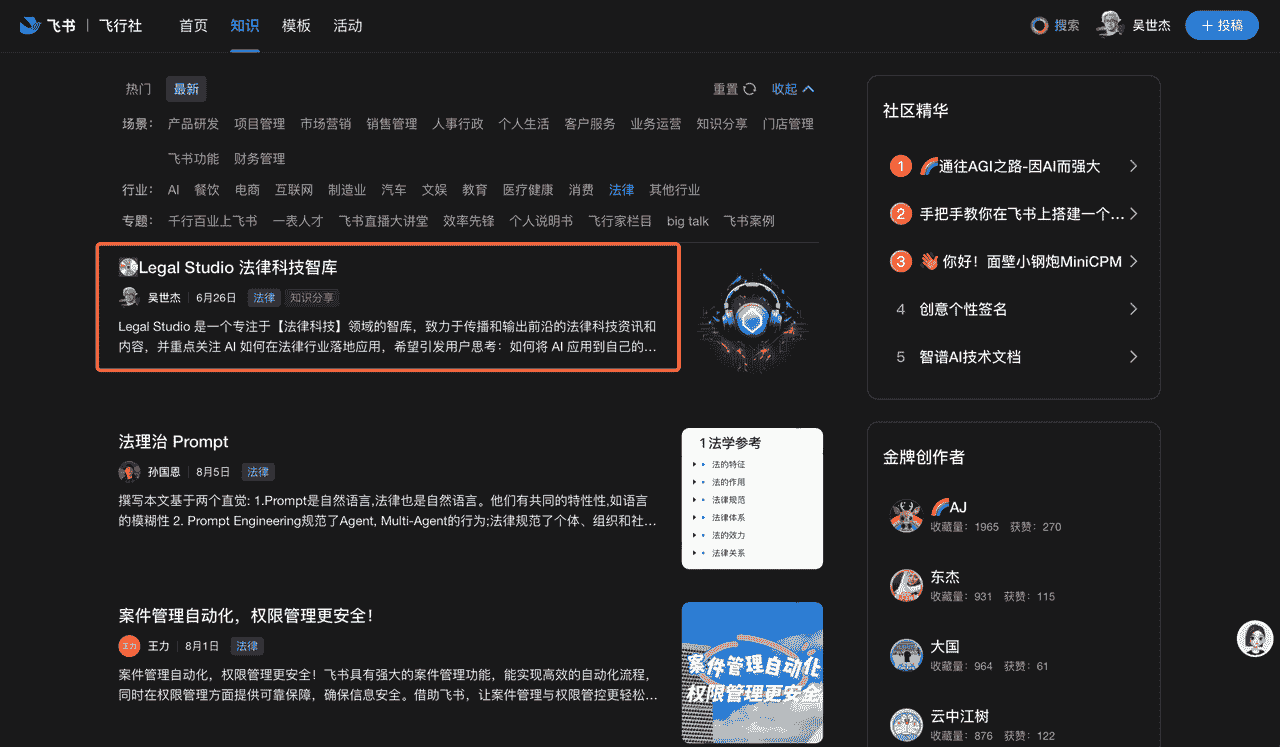 飞书 | 飞行社
首页 知识 模板 活动
搜索 吴世杰 + 投稿
热门 最新 重置 收起
场景： 产品研发 项目管理 市场营销 销售管理 人事行政 个人生活 客户服务 业务运营 知识分享 门店管理
飞书功能 财务管理
行业： AI 餐饮 电商 互联网 制造业 汽车 文娱 教育 医疗健康 消费 法律 其他行业
专题： 千行百业上飞书 一表人才 飞书直播大讲堂 效率先锋 个人说明书 飞行家栏目 big talk 飞书案例
Legal Studio 法律科技智库
吴世杰 6月26日 法律 知识分享
Legal Studio 是一个专注于【法律科技】领域的智库，致力于传播和输出前沿的法律科技资讯和
内容，并重点关注 AI 如何在法律行业落地应用，希望引发用户思考：如何将 AI 应用到自己的...
法理治 Prompt
孙国恩 8月5日 法律
撰写本文基于两个直觉: 1.Prompt是自然语言,法律也是自然语言。他们有共同的特性性,如语言
的模糊性 2. Prompt Engineering规范了Agent, Multi-Agent的行为;法律规范了个体、组织和社...
1 法学参考
法的特征
法的作用
法律规范
法律体系
法的效力
法律关系
案件管理自动化，权限管理更安全！
王力 王力 8月1日 法律
案件管理自动化，权限管理更安全！飞书具有强大的案件管理功能，能实现高效的自动化流程，
同时在权限管理方面提供可靠保障，确保信息安全。借助飞书，让案件管理与权限管控更轻松...
案件管理自动化
权限管理更安全
社区精华
1 通往AGI之路-因AI而强大
2 手把手教你在飞书上搭建一个...
3 你好！面壁小钢炮MiniCPM
4 创意个性签名
5 智谱AI技术文档
金牌创作者
AJ
收藏量：1965 获赞：270
东杰
收藏量：931 获赞：115
大国
收藏量：964 获赞：61
云中江树
收藏量：876 获赞：122